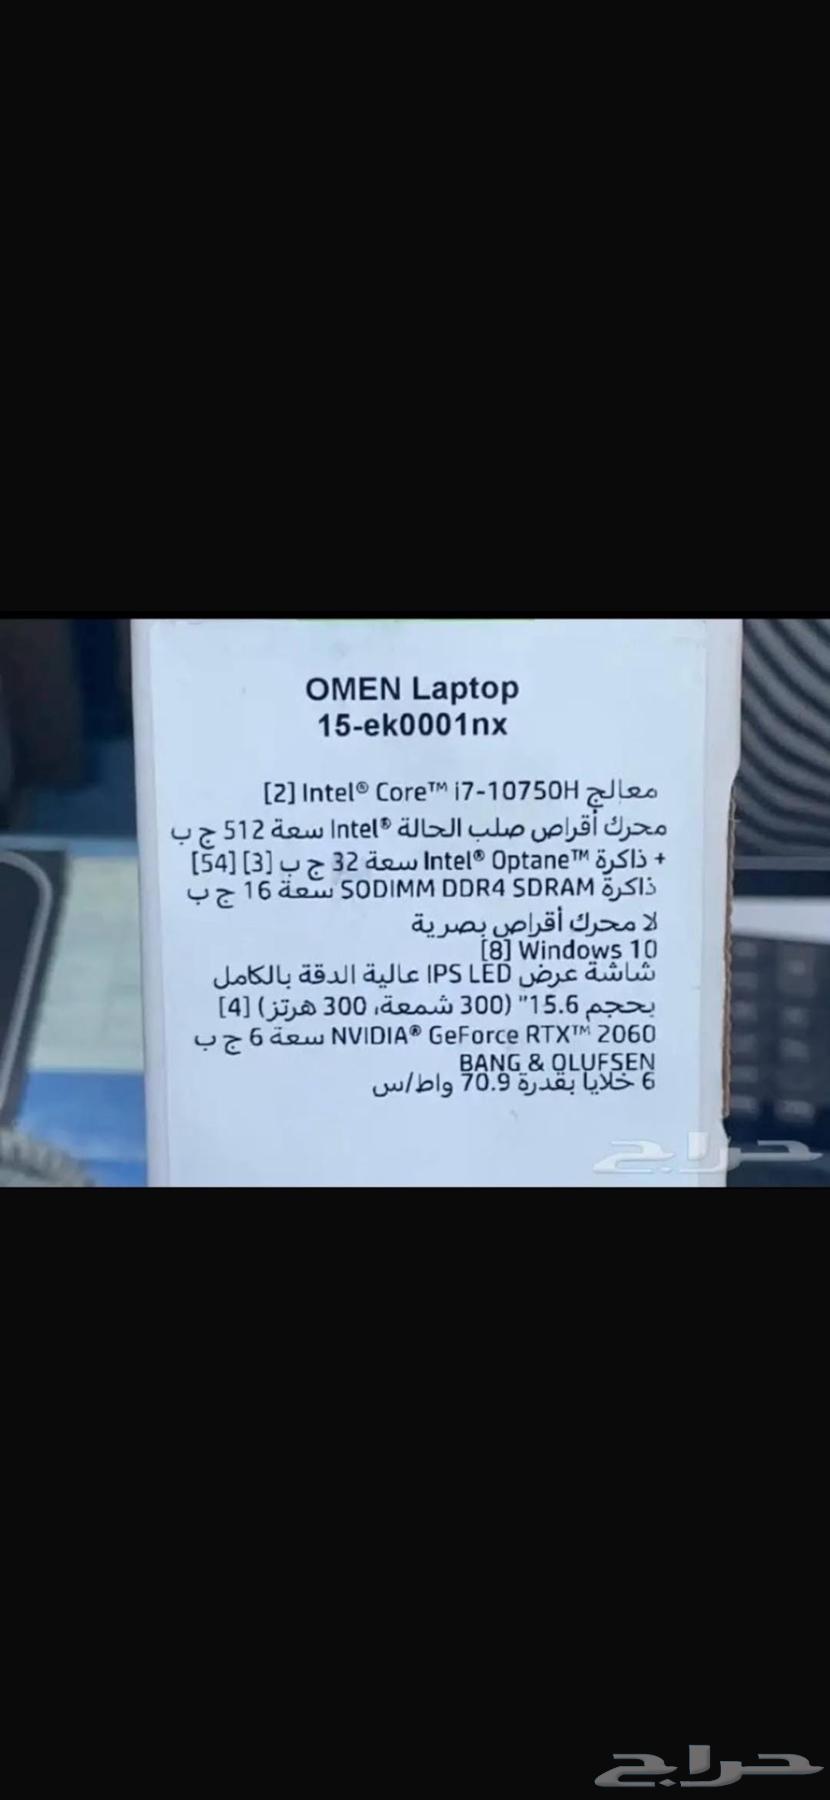 OMEN Laptop
15-ek0001nx
معالج Intel® Core™ i7-10750H [2]
محرك أقراص صلب الحالة Intel® سعة 512 ج ب
+ ذاكرة Intel® Optane™ سعة 32 ج ب [3] [54]
ذاكرة SODIMM DDR4 SDRAM سعة 16 ج ب
لا محرك أقراص بصرية
Windows 10 [8]
شاشة عرض IPS LED عالية الدقة بالكامل
بحجم 15.6" (300 شمعة، 300 هرتز) [4]
NVIDIA® GeForce RTX™ 2060 سعة 6 ج ب
BANG & OLUFSEN
6 خلايا بقدرة 70.9 واط/س
حراج
حراج